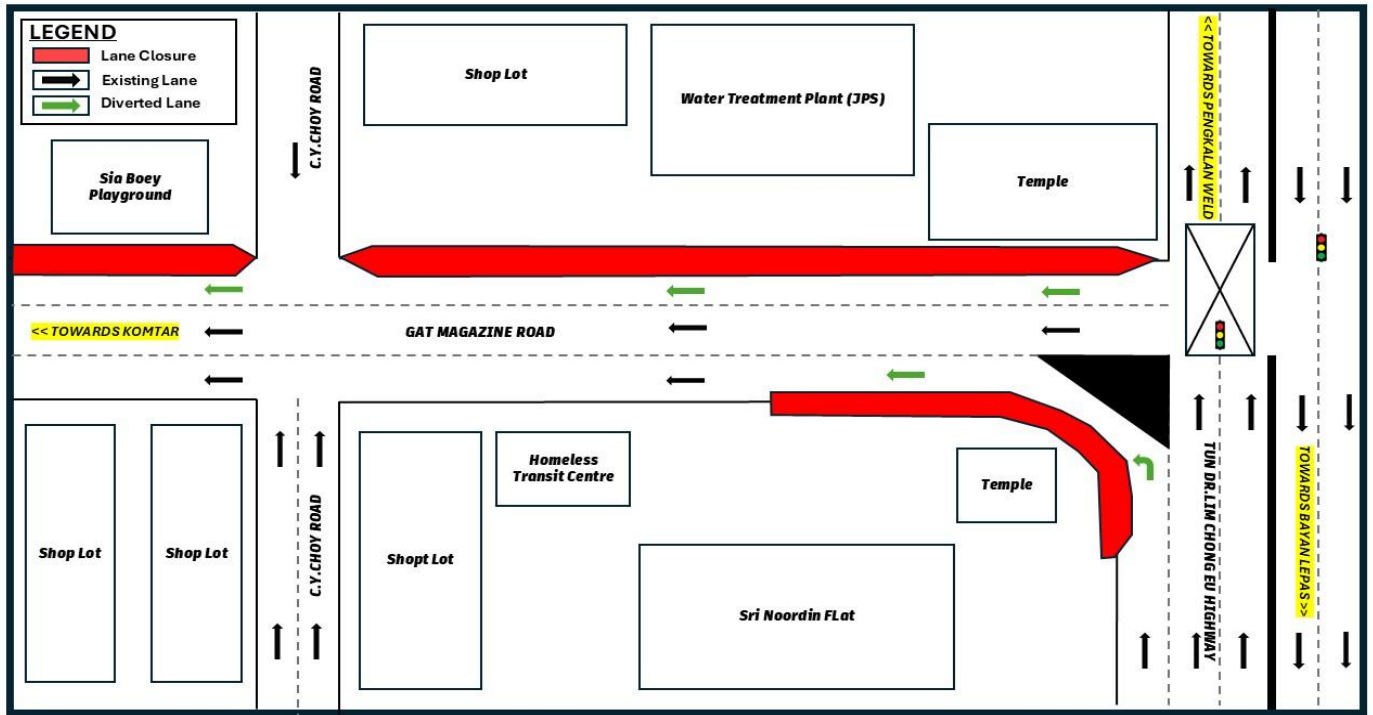 LEGEND
Lane Closure
Existing Lane
Diverted Lane
C.Y.CHOY ROAD
Shop Lot
Water Treatment Plant (JPS)
<< TOWARDS PENGKALAN WELD
Sia Boey
Playground
Temple
<< TOWARDS KOMTAR
GAT MAGAZINE ROAD
Shop Lot
Shop Lot
C.Y.CHOY ROAD
Shopt Lot
Homeless
Transit Centre
Temple
Sri Noordin FLat
TUN DR.LIM CHONG EU HIGHWAY
TOWARDS BAYAN LEPAS >>